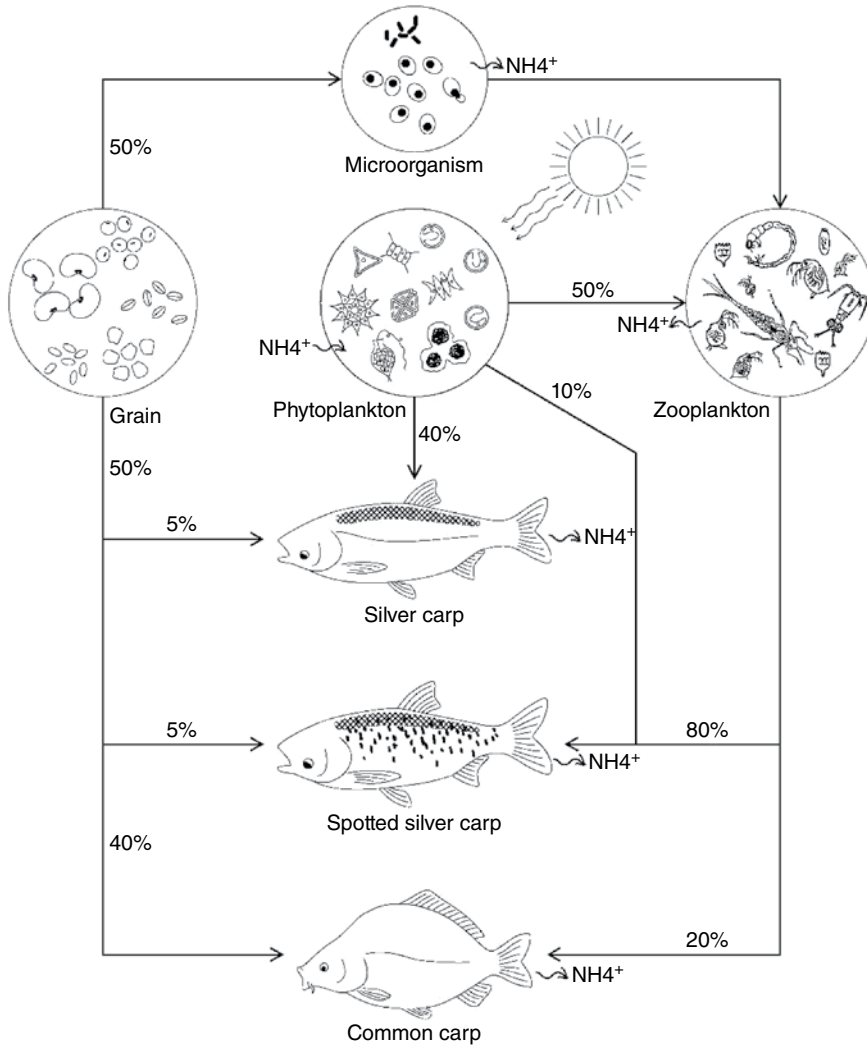 NH4⁺
50%
Microorganism
50%
NH4⁺
NH4⁺
Grain
Phytoplankton
10%
Zooplankton
40%
50%
5%
NH4⁺
Silver carp
5%
80%
NH4⁺
Spotted silver carp
40%
20%
NH4⁺
Common carp